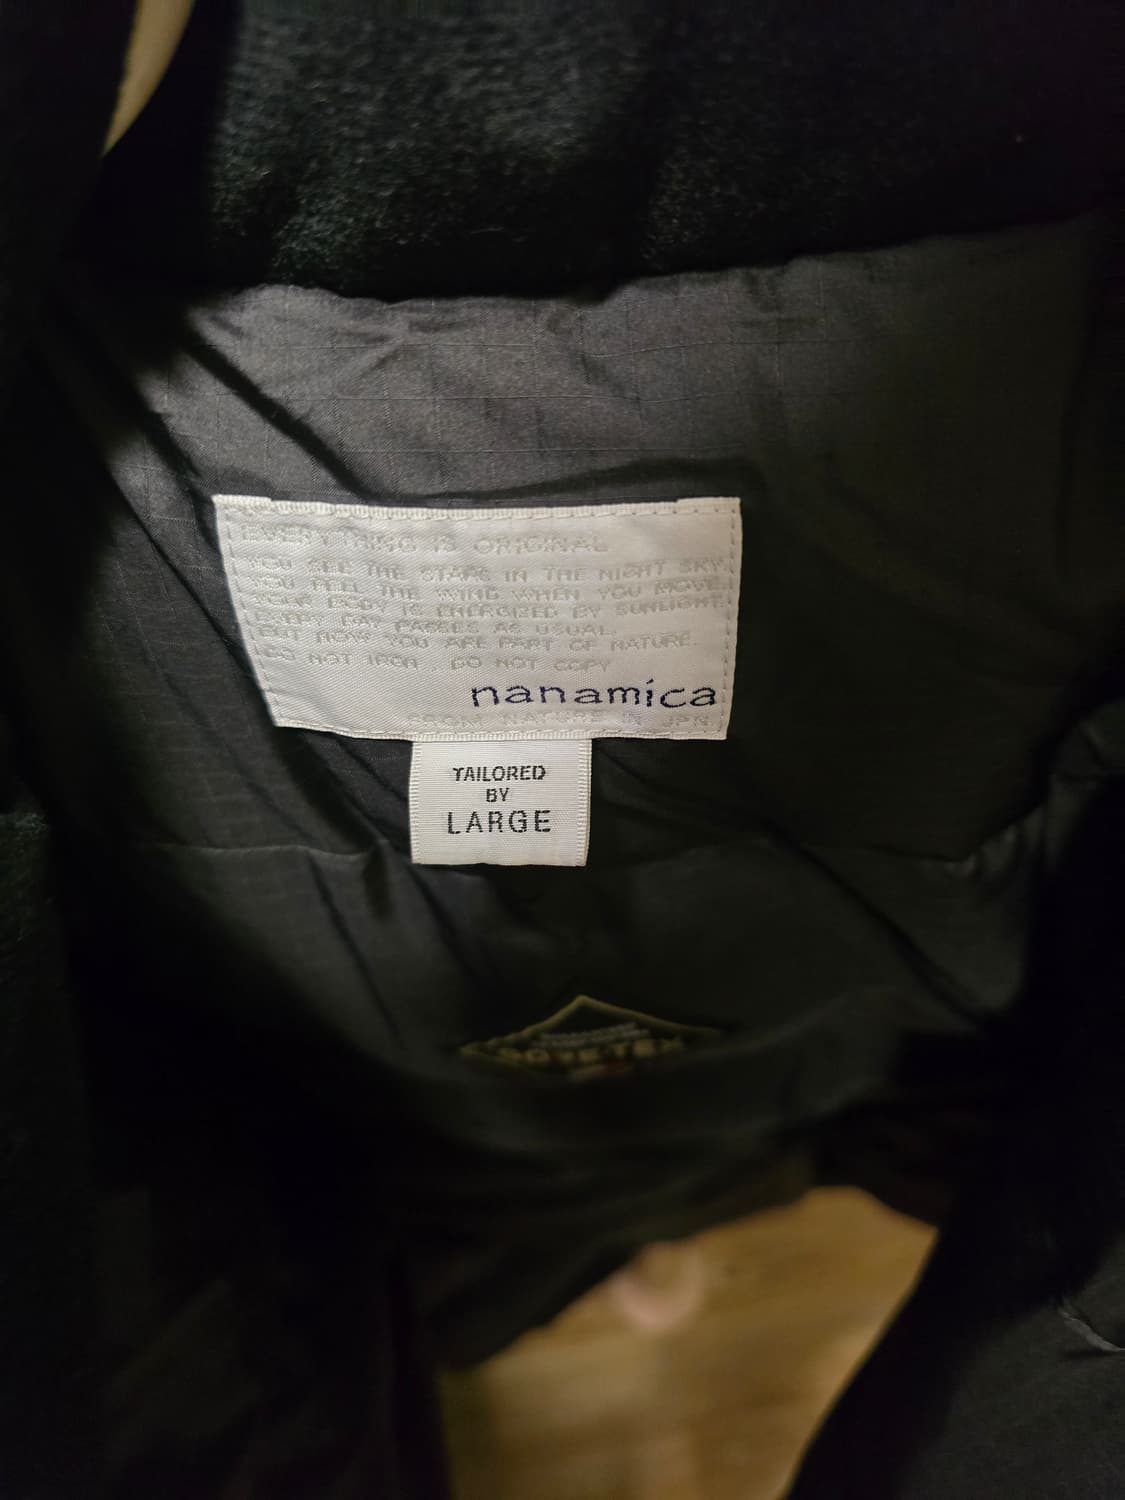 EVERYTHING IS ORIGINAL
YOU SEE THE STARS IN THE NIGHT SKY.
YOU FEEL THE WIND WHEN YOU MOVE.
YOUR BODY IS ENERGIZED BY SUNLIGHT.
EVERY DAY PASSES AS USUAL.
BUT NOW YOU ARE PART OF NATURE.
DO NOT IRON. DO NOT COPY
nanamica
FROM NATURE IN JPN.
TAILORED
BY
LARGE
GORE-TEX